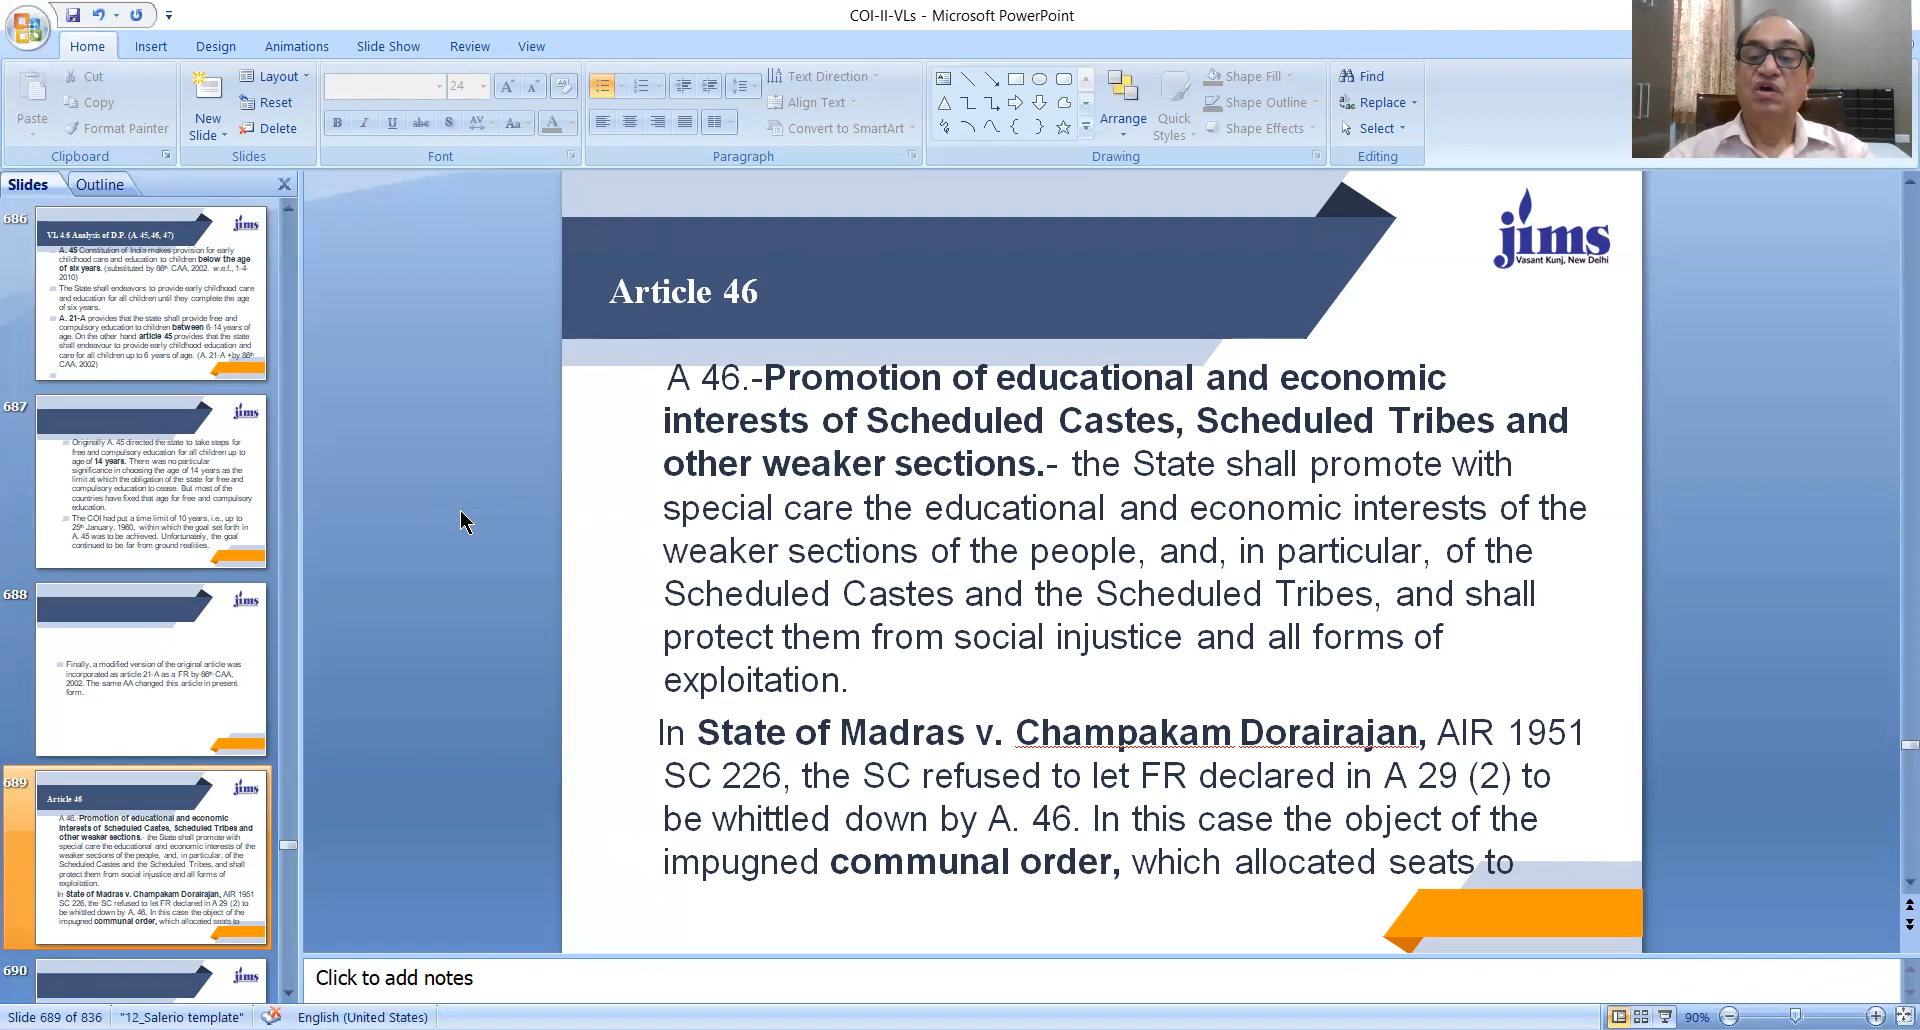 COI-II-VLs - Microsoft PowerPoint
Home Insert Design Animations Slide Show Review View
Paste
Cut
Copy
Format Painter
Clipboard
New Slide
Layout
Reset
Delete
Slides
24
B I U abc S AV Aa A
Font
Text Direction
Align Text
Convert to SmartArt
Paragraph
Arrange
Quick Styles
Shape Fill
Shape Outline
Shape Effects
Drawing
Find
Replace
Select
Editing
Slides Outline
686
jims
VL 4.6 Analysis of D.P. (A. 45, 46, 47)
A. 45 Constitution of India makes provision for early
childhood care and education to children below the age
of six years. (substituted by 86th CAA, 2002. w.e.f., 1-4-
2010)
The State shall endeavors to provide early childhood care
and education for all children until they complete the age
of six years.
A. 21-A provides that the state shall provide free and
compulsory education to children between 6-14 years of
age. On the other hand article 45 provides that the state
shall endeavour to provide early childhood education and
care for all children up to 6 years of age. (A. 21-A +by 86th
CAA, 2002)
687
jims
Originally A. 45 directed the state to take steps for
free and compulsory education for all children up to
age of 14 years. There was no particular
significance in choosing the age of 14 years as the
limit at which the obligation of the state for free and
compulsory education to cease. But most of the
countries have fixed that age for free and compulsory
education.
The COI had put a time limit of 10 years, i.e., up to
25th January. 1960, within which the goal set forth in
A. 45 was to be achieved. Unfortunately, the goal
continued to be far from ground realities.
688
jims
Finally, a modified version of the original article was
incorporated as article 21-A as a FR by 86th CAA,
2002. The same AA changed this article in present
form.
689
jims
Article 46
A 46.-Promotion of educational and economic
interests of Scheduled Castes, Scheduled Tribes and
other weaker sections.- the State shall promote with
special care the educational and economic interests of the
weaker sections of the people, and, in particular, of the
Scheduled Castes and the Scheduled Tribes, and shall
protect them from social injustice and all forms of
exploitation.
In State of Madras v. Champakam Dorairajan, AIR 1951
SC 226, the SC refused to let FR declared in A 29 (2) to
be whittled down by A. 46. In this case the object of the
impugned communal order, which allocated seats to
690
jims
jims
Vasant Kunj, New Delhi
Article 46
A 46.-Promotion of educational and economic
interests of Scheduled Castes, Scheduled Tribes and
other weaker sections.- the State shall promote with
special care the educational and economic interests of the
weaker sections of the people, and, in particular, of the
Scheduled Castes and the Scheduled Tribes, and shall
protect them from social injustice and all forms of
exploitation.
In State of Madras v. Champakam Dorairajan, AIR 1951
SC 226, the SC refused to let FR declared in A 29 (2) to
be whittled down by A. 46. In this case the object of the
impugned communal order, which allocated seats to
Click to add notes
Slide 689 of 836 "12_Salerio template" English (United States) 90%